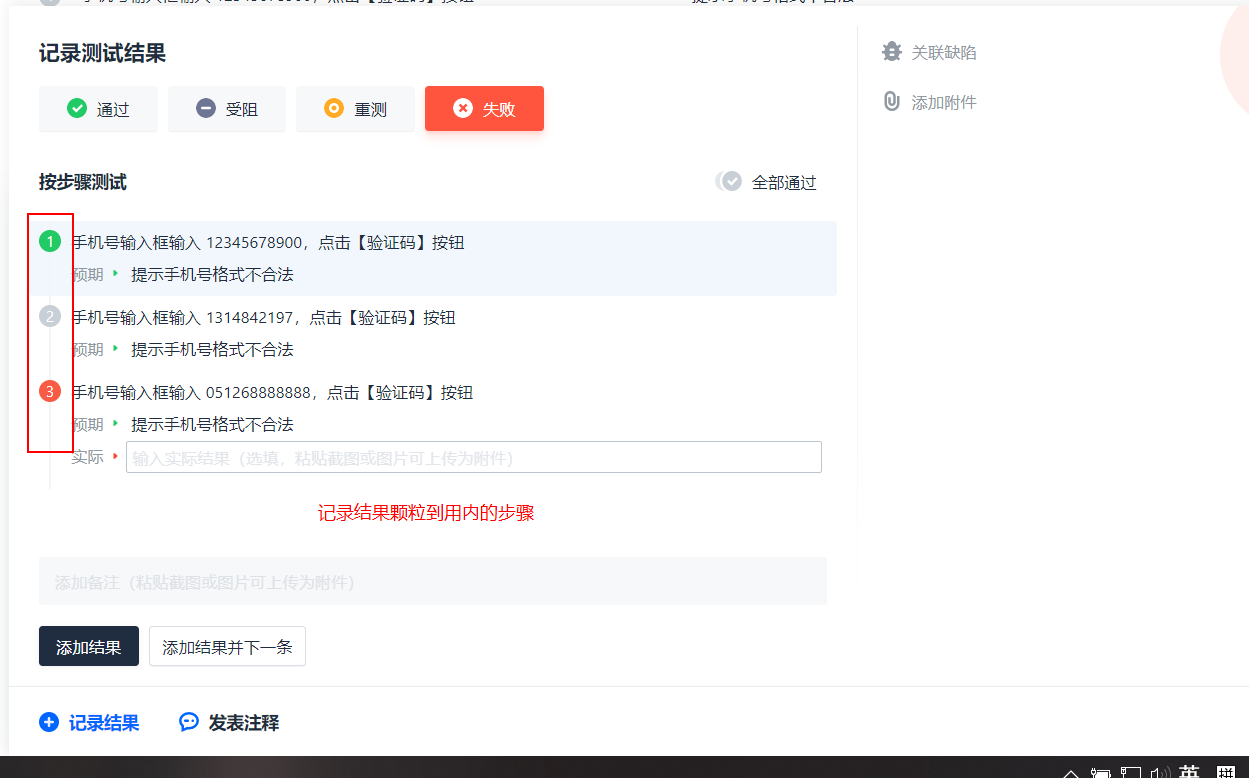 记录测试结果
通过 受阻 重测 失败
按步骤测试 全部通过
1 手机号输入框输入 12345678900，点击【验证码】按钮
预期 提示手机号格式不合法
2 手机号输入框输入 1314842197，点击【验证码】按钮
预期 提示手机号格式不合法
3 手机号输入框输入 051268888888，点击【验证码】按钮
预期 提示手机号格式不合法
实际 输入实际结果（选填，粘贴截图或图片可上传为附件）
记录结果颗粒到用内的步骤
添加备注（粘贴截图或图片可上传为附件）
添加结果 添加结果并下一条
记录结果 发表注释
关联缺陷
添加附件
英 拼